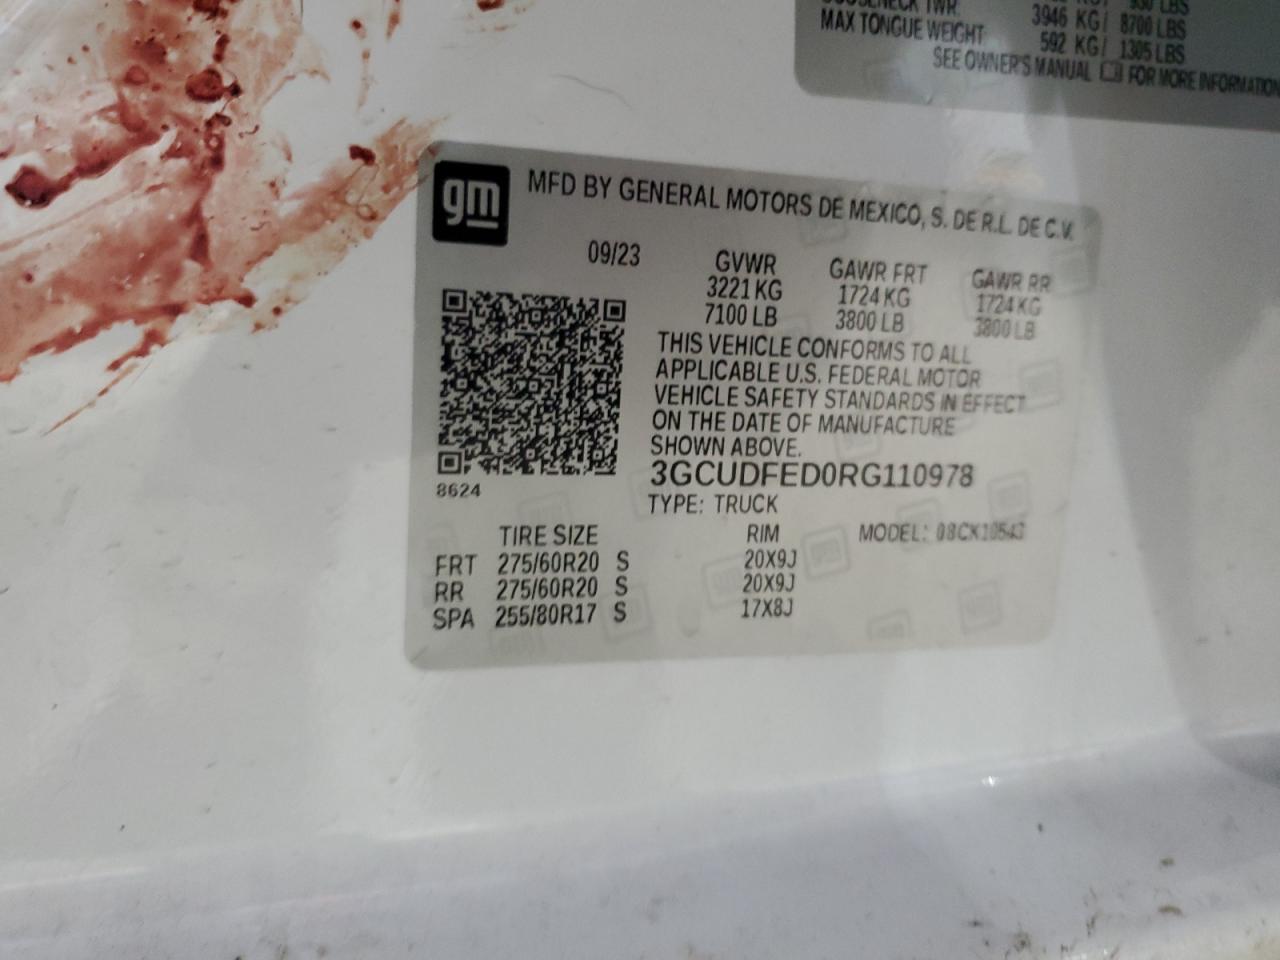 3946 KG/ 8700 LBS
MAX TONGUE WEIGHT: 592 KG/ 1305 LBS
SEE OWNER'S MANUAL FOR MORE INFORMATION
gm
MFD BY GENERAL MOTORS DE MEXICO, S. DE R.L. DE C.V.
09/23
GVWR GAWR FRT GAWR RR
3221 KG 1724 KG 1724 KG
7100 LB 3800 LB 3800 LB
THIS VEHICLE CONFORMS TO ALL
APPLICABLE U.S. FEDERAL MOTOR
VEHICLE SAFETY STANDARDS IN EFFECT
ON THE DATE OF MANUFACTURE
SHOWN ABOVE.
3GCUDFED0RG110978
8624
TYPE: TRUCK
TIRE SIZE RIM MODEL: 08CK10543
FRT 275/60R20 S 20X9J
RR 275/60R20 S 20X9J
SPA 255/80R17 S 17X8J